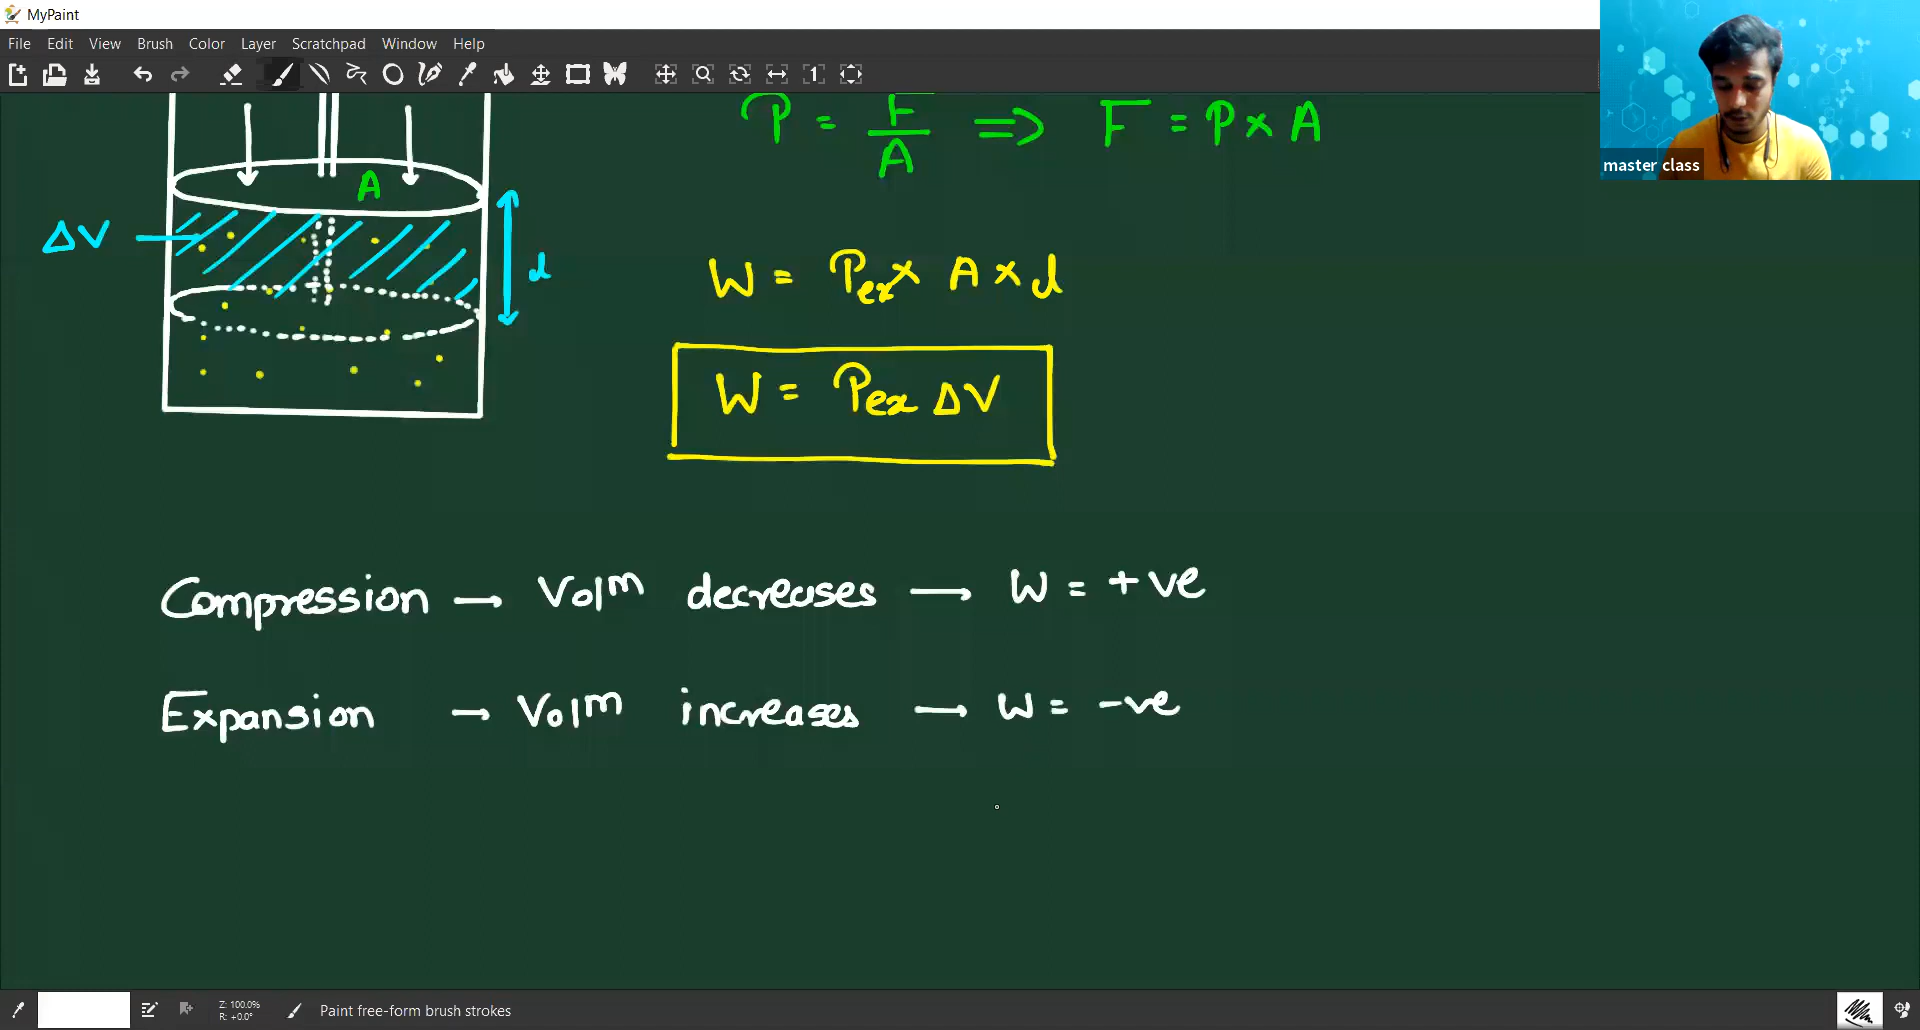 MyPaint
File Edit View Brush Color Layer Scratchpad Window Help
master class
P = F/A => F = P × A
A
ΔV
d
W = Pex × A × d
W = Pex ΔV
Compression → Volm decreases → W = +ve
Expansion → Volm increases → W = -ve
Z: 100.0%
R: +0.0°
Paint free-form brush strokes